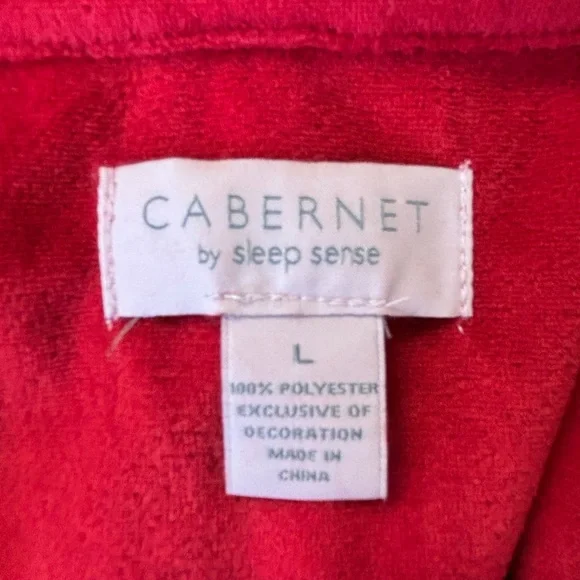 CABERNET
by sleep sense
L
100% POLYESTER
EXCLUSIVE OF
DECORATION
MADE IN
CHINA